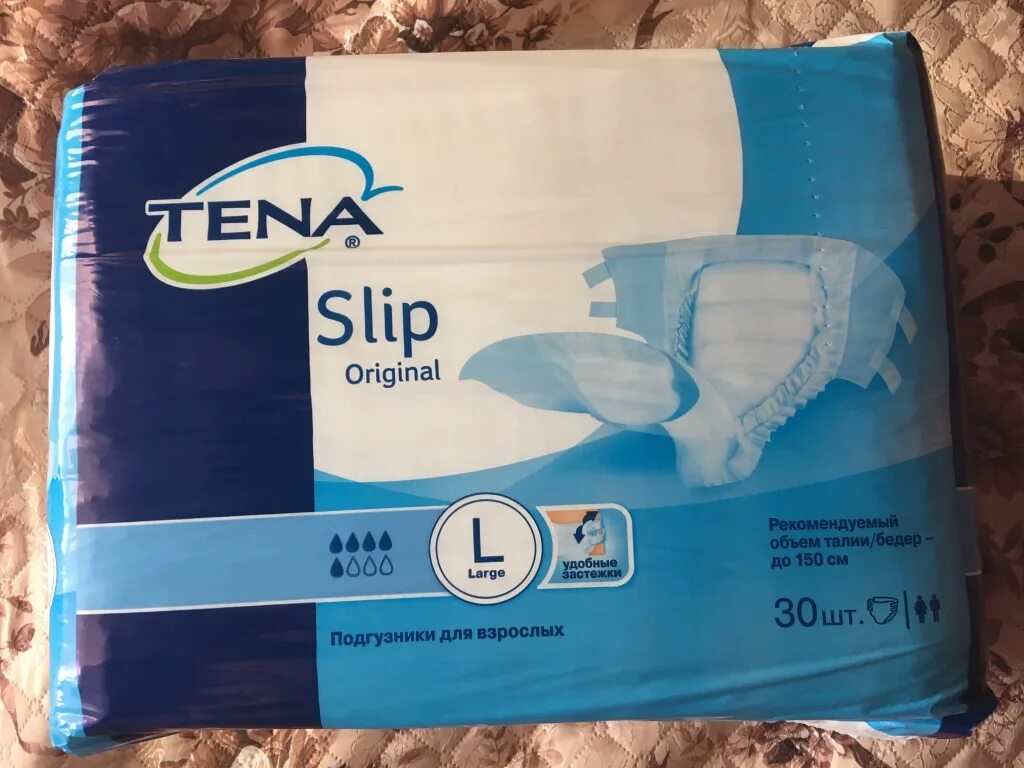 TENA®
Slip
Original
L
Large
удобные
застежки
Рекомендуемый
объем талии/бедер –
до 150 см
30 шт.
Подгузники для взрослых